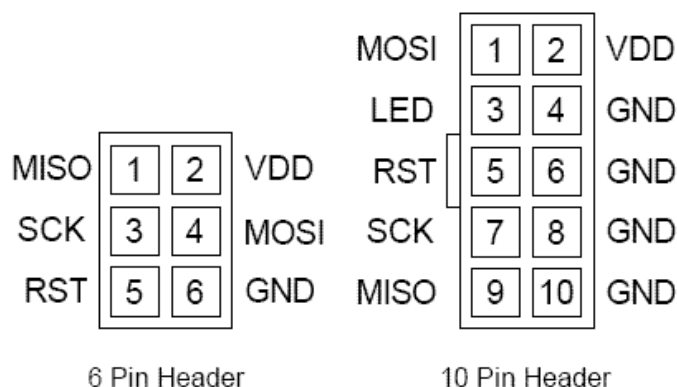 MOSI 1 2 VDD
LED 3 4 GND
MISO 1 2 VDD
RST 5 6 GND
SCK 3 4 MOSI
SCK 7 8 GND
RST 5 6 GND
MISO 9 10 GND
6 Pin Header
10 Pin Header